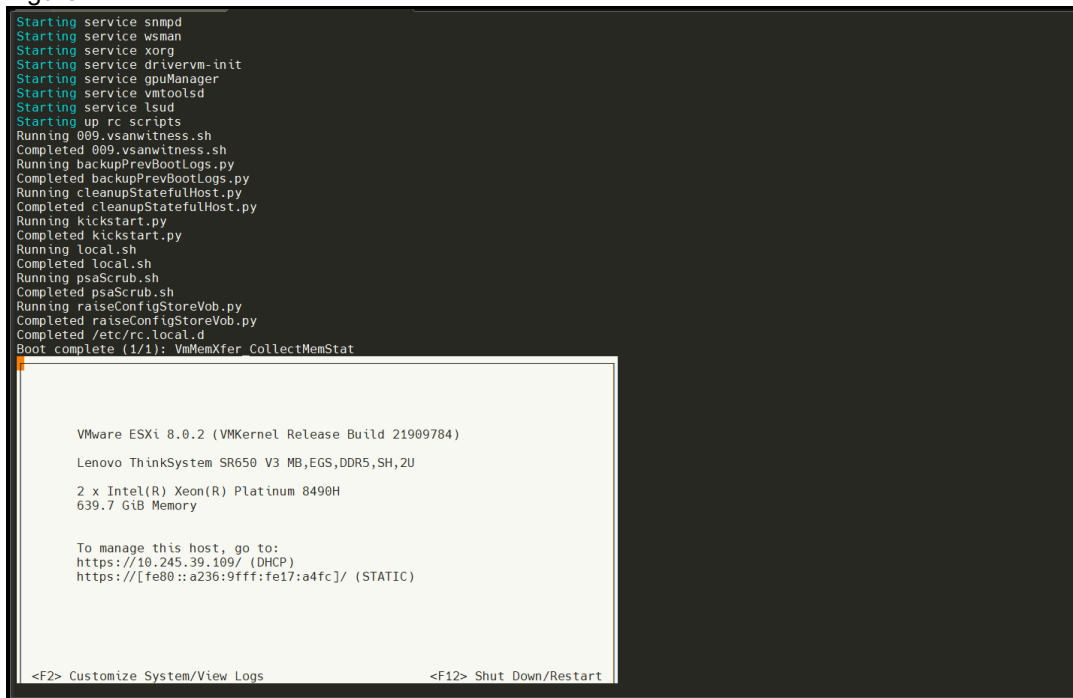 Starting service snmpd
Starting service wsman
Starting service xorg
Starting service drivervm-init
Starting service gpuManager
Starting service vmtoolsd
Starting service lsud
Starting up rc scripts
Running 009.vsanwitness.sh
Completed 009.vsanwitness.sh
Running backupPrevBootLogs.py
Completed backupPrevBootLogs.py
Running cleanupStatefulHost.py
Completed cleanupStatefulHost.py
Running kickstart.py
Completed kickstart.py
Running local.sh
Completed local.sh
Running psaScrub.sh
Completed psaScrub.sh
Running raiseConfigStoreVob.py
Completed raiseConfigStoreVob.py
Completed /etc/rc.local.d
Boot complete (1/1): VmMemXfer_CollectMemStat
VMware ESXi 8.0.2 (VMKernel Release Build 21909784)
Lenovo ThinkSystem SR650 V3 MB,EGS,DDR5,SH,2U
2 x Intel(R) Xeon(R) Platinum 8490H
639.7 GiB Memory
To manage this host, go to:
https://10.245.39.109/ (DHCP)
https://[fe80::a236:9fff:fe17:a4fc]/ (STATIC)
<F2> Customize System/View Logs <F12> Shut Down/Restart